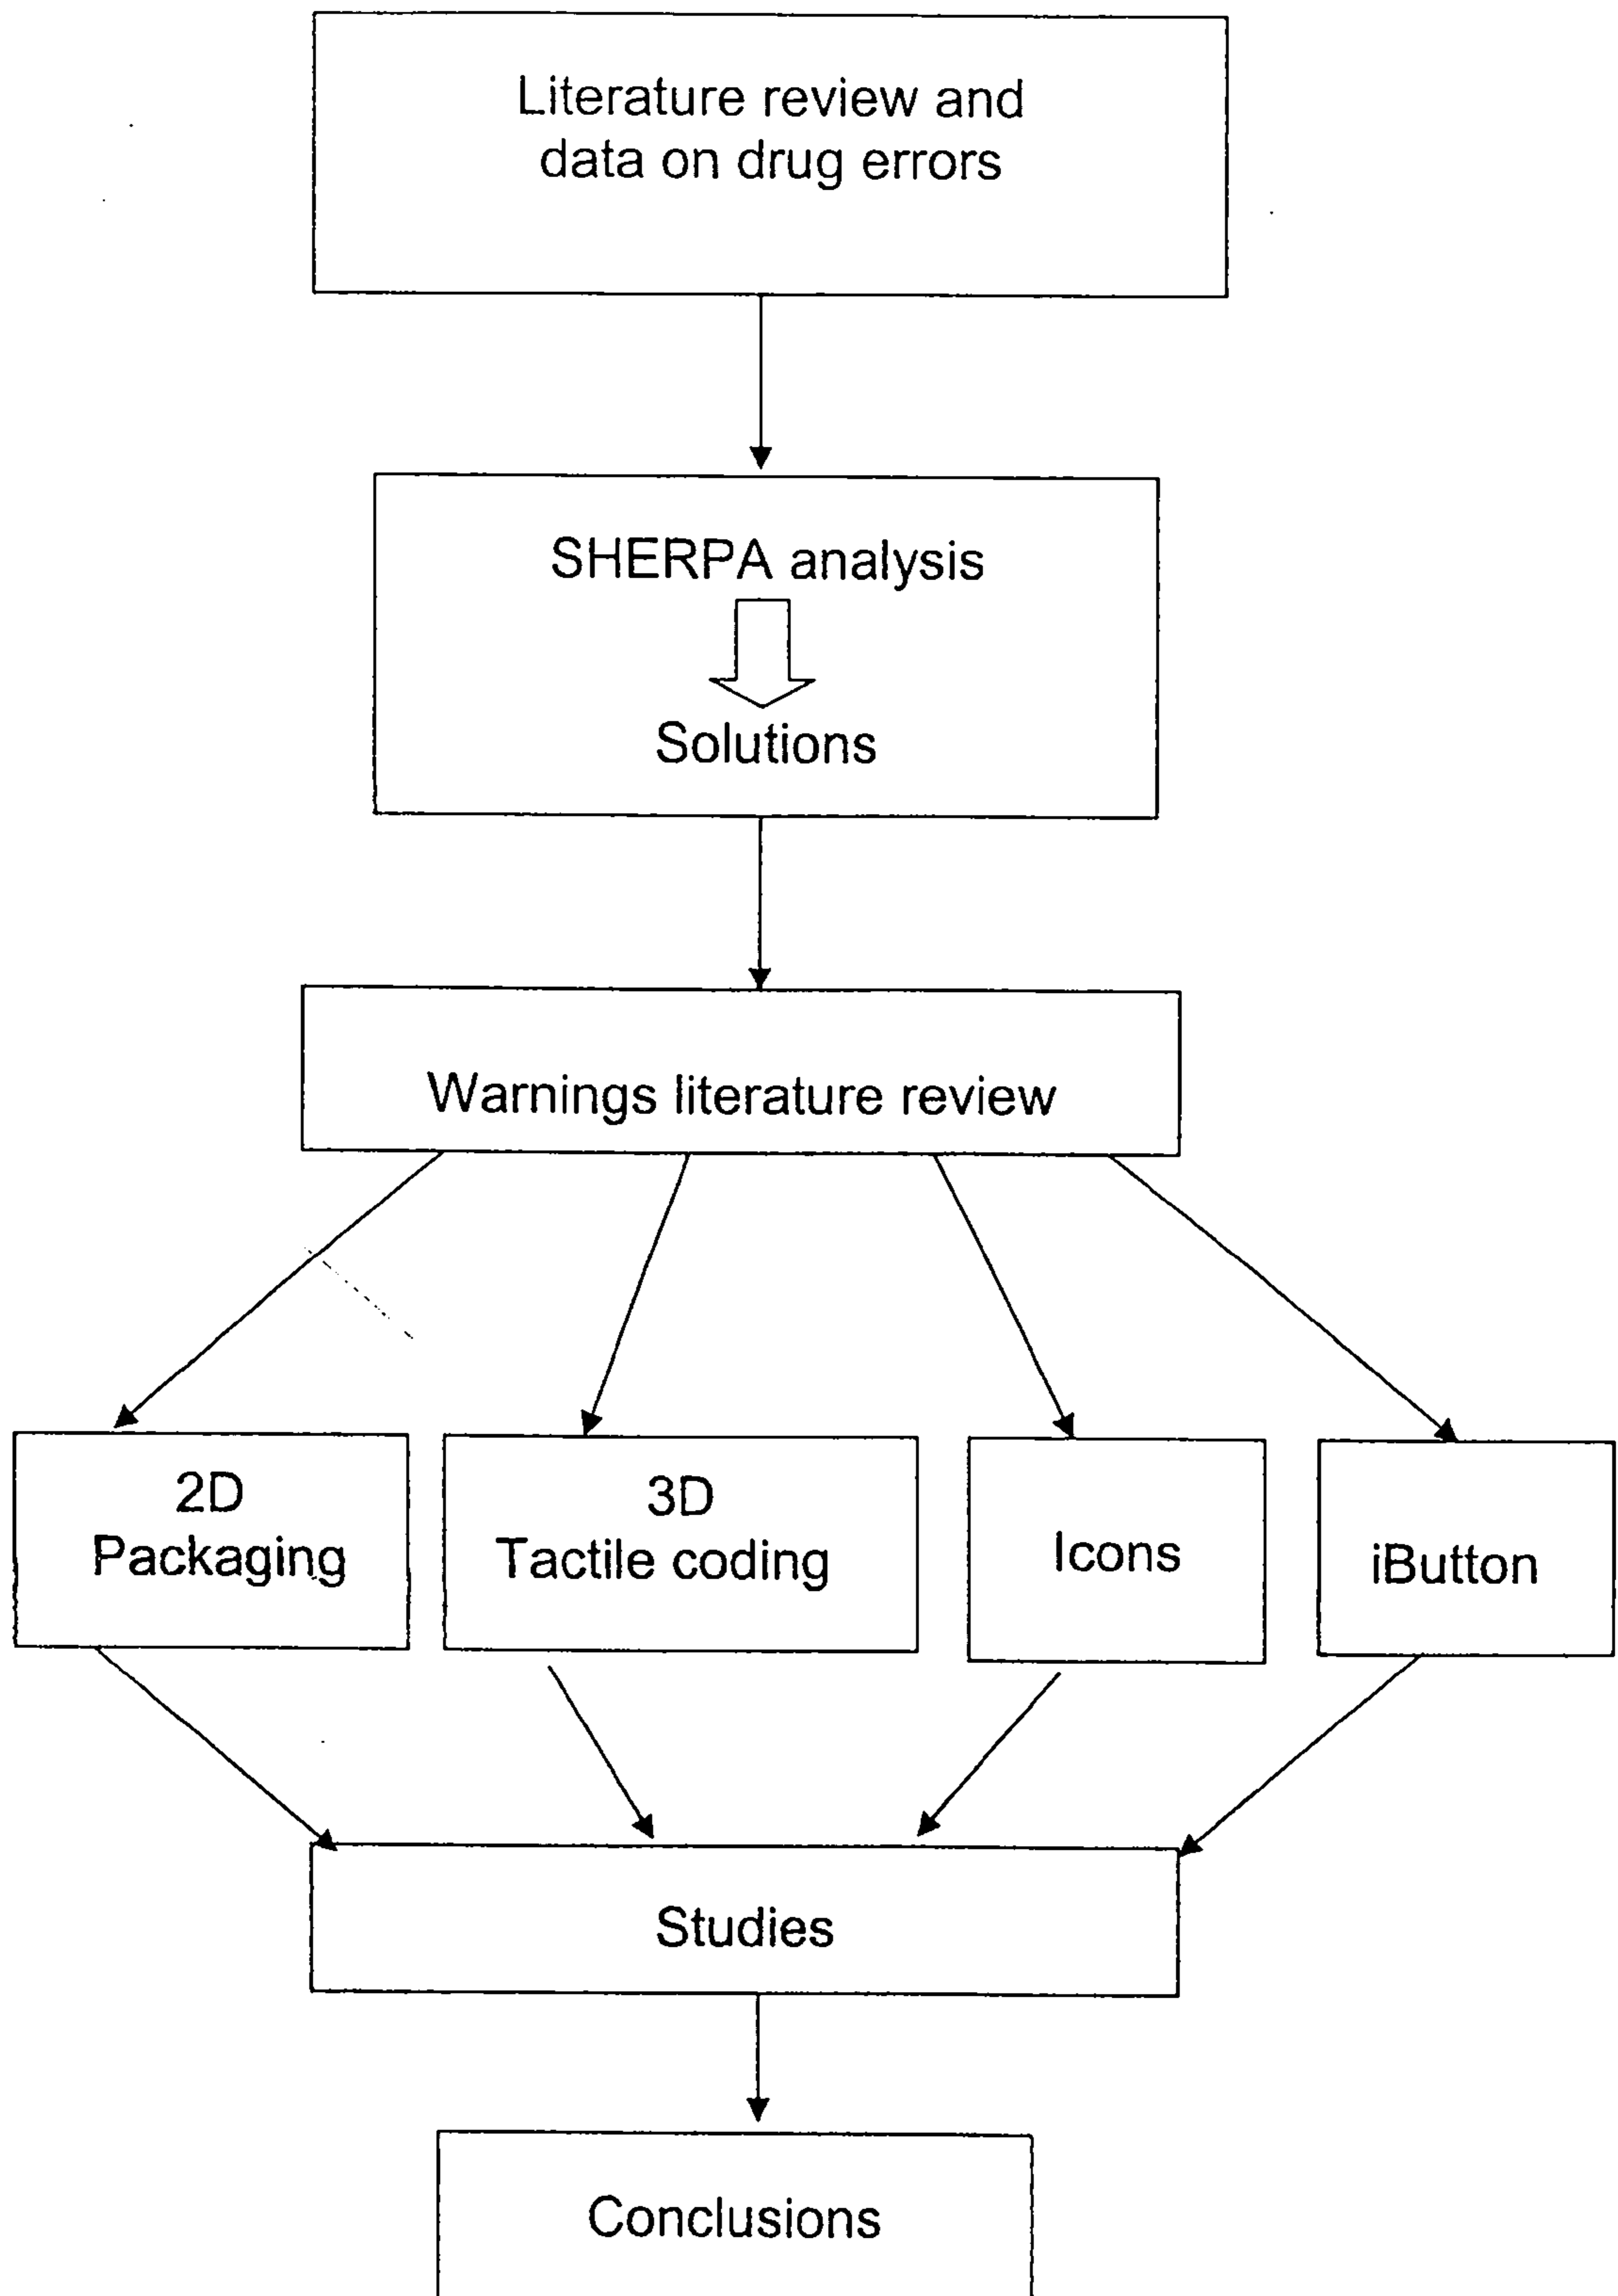 Literature review and
data on drug errors
SHERPA analysis
Solutions
Warnings literature review
2D
Packaging
3D
Tactile coding
Icons
iButton
Studies
Conclusions